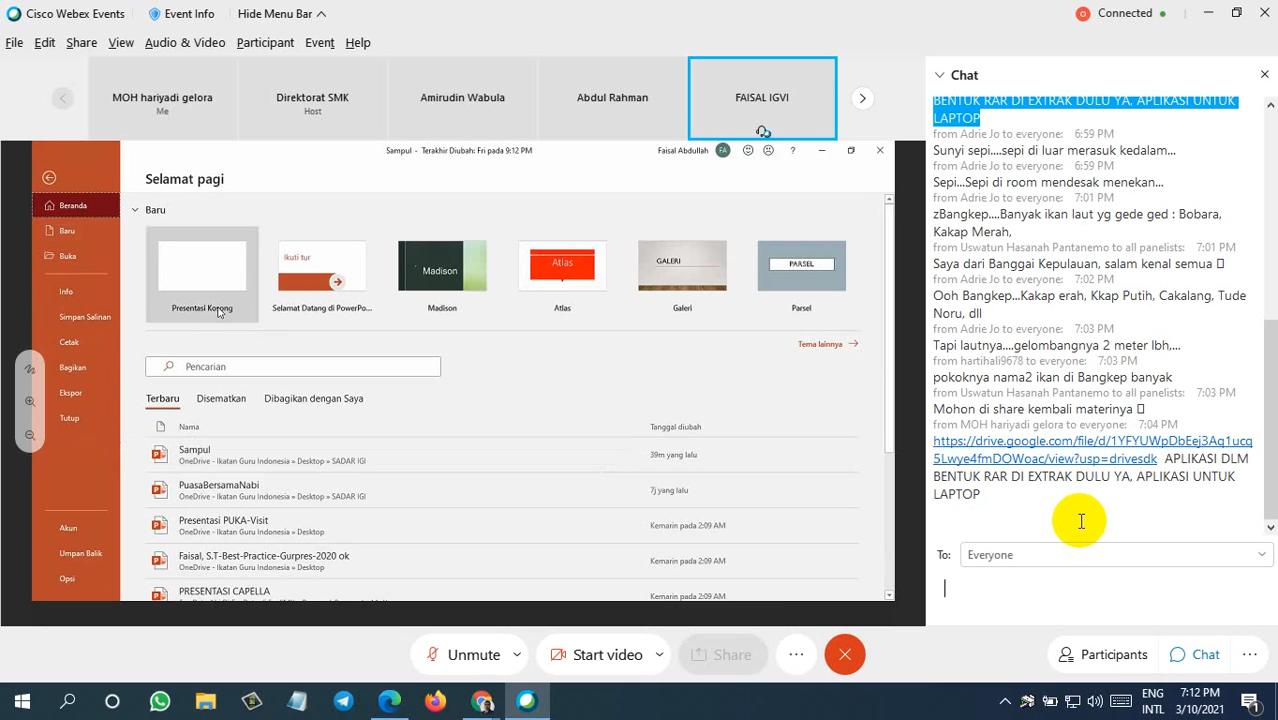 Cisco Webex Events
Event Info
Hide Menu Bar
Connected
File Edit Share View Audio & Video Participant Event Help
MOH hariyadi gelora
Me
Direktorat SMK
Host
Amirudin Wabula
Abdul Rahman
FAISAL IGVI
Sampul - Terakhir Diubah: Fri pada 9:12 PM
Faisal Abdullah
FA
?
Selamat pagi
Beranda
Baru
Buka
Info
Simpan Salinan
Cetak
Bagikan
Ekspor
Tutup
Akun
Umpan Balik
Opsi
Baru
Ikuti tur
Madison
Atlas
GALERI
PARSEL
Presentasi Kosong
Selamat Datang di PowerPo...
Madison
Atlas
Galeri
Parsel
Tema lainnya
Pencarian
Terbaru
Disematkan
Dibagikan dengan Saya
Nama
Tanggal diubah
Sampul
OneDrive - Ikatan Guru Indonesia » Desktop » SADAR IGI
39m yang lalu
PuasaBersamaNabi
OneDrive - Ikatan Guru Indonesia » Desktop » SADAR IGI
7j yang lalu
Presentasi PUKA-Visit
OneDrive - Ikatan Guru Indonesia » Desktop
Kemarin pada 2:09 AM
Faisal, S.T-Best-Practice-Gurpres-2020 ok
OneDrive - Ikatan Guru Indonesia » Desktop
Kemarin pada 2:09 AM
PRESENTASI CAPELLA
OneDrive - Ikatan Guru Indonesia » Desktop
Kemarin pada 2:09 AM
Chat
BENTUK RAR DI EXTRAK DULU YA, APLIKASI UNTUK
LAPTOP
from Adrie Jo to everyone: 6:59 PM
Sunyi sepi....sepi di luar merasuk kedalam...
from Adrie Jo to everyone: 6:59 PM
Sepi...Sepi di room mendesak menekan...
from Adrie Jo to everyone: 7:01 PM
zBangkep....Banyak ikan laut yg gede ged : Bobara,
Kakap Merah,
from Uswatun Hasanah Pantanemo to all panelists: 7:01 PM
Saya dari Banggai Kepulauan, salam kenal semua
from Adrie Jo to everyone: 7:02 PM
Ooh Bangkep...Kakap erah, Kkap Putih, Cakalang, Tude
Noru, dll
from Adrie Jo to everyone: 7:03 PM
Tapi lautnya....gelombangnya 2 meter lbh,...
from hartihali9678 to everyone: 7:03 PM
pokoknya nama2 ikan di Bangkep banyak
from Uswatun Hasanah Pantanemo to all panelists: 7:03 PM
Mohon di share kembali materinya
from MOH hariyadi gelora to everyone: 7:04 PM
https://drive.google.com/file/d/1YFYUWpDbEej3Aq1ucq
5Lwye4fmDOWoac/view?usp=drivesdk APLIKASI DLM
BENTUK RAR DI EXTRAK DULU YA, APLIKASI UNTUK
LAPTOP
To: Everyone
Unmute
Start video
Share
Participants
Chat
ENG
INTL
7:12 PM
3/10/2021
1